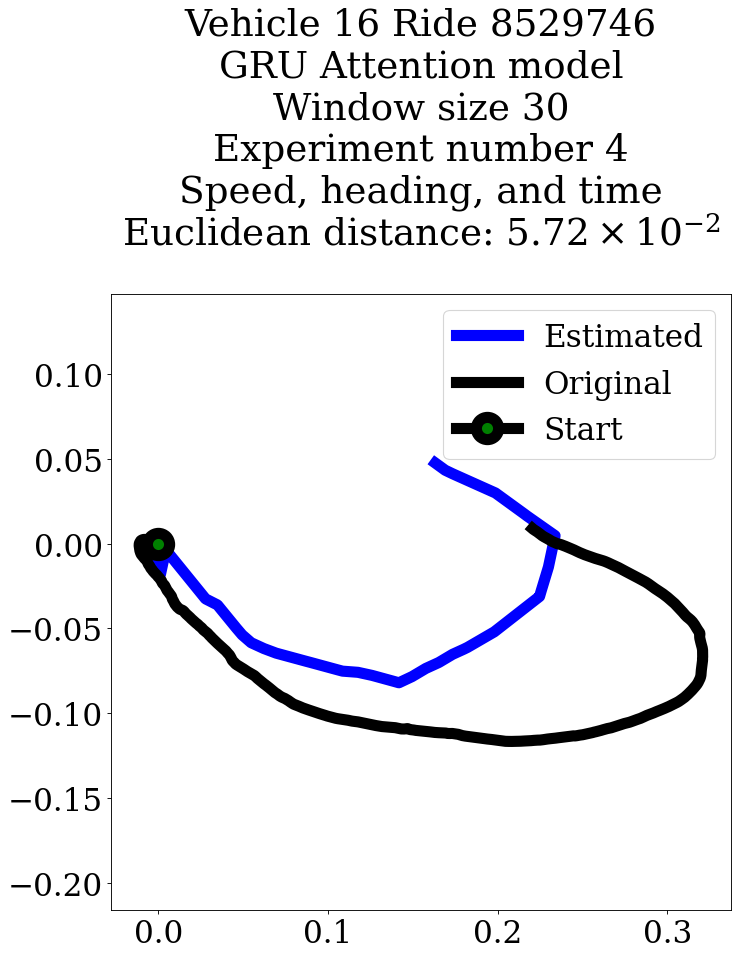 Vehicle 16 Ride 8529746
GRU Attention model
Window size 30
Experiment number 4
Speed, heading, and time
Euclidean distance: 5.72 × 10⁻²
Estimated
Original
Start
0.10
0.05
0.00
−0.05
−0.10
−0.15
−0.20
0.0 0.1 0.2 0.3